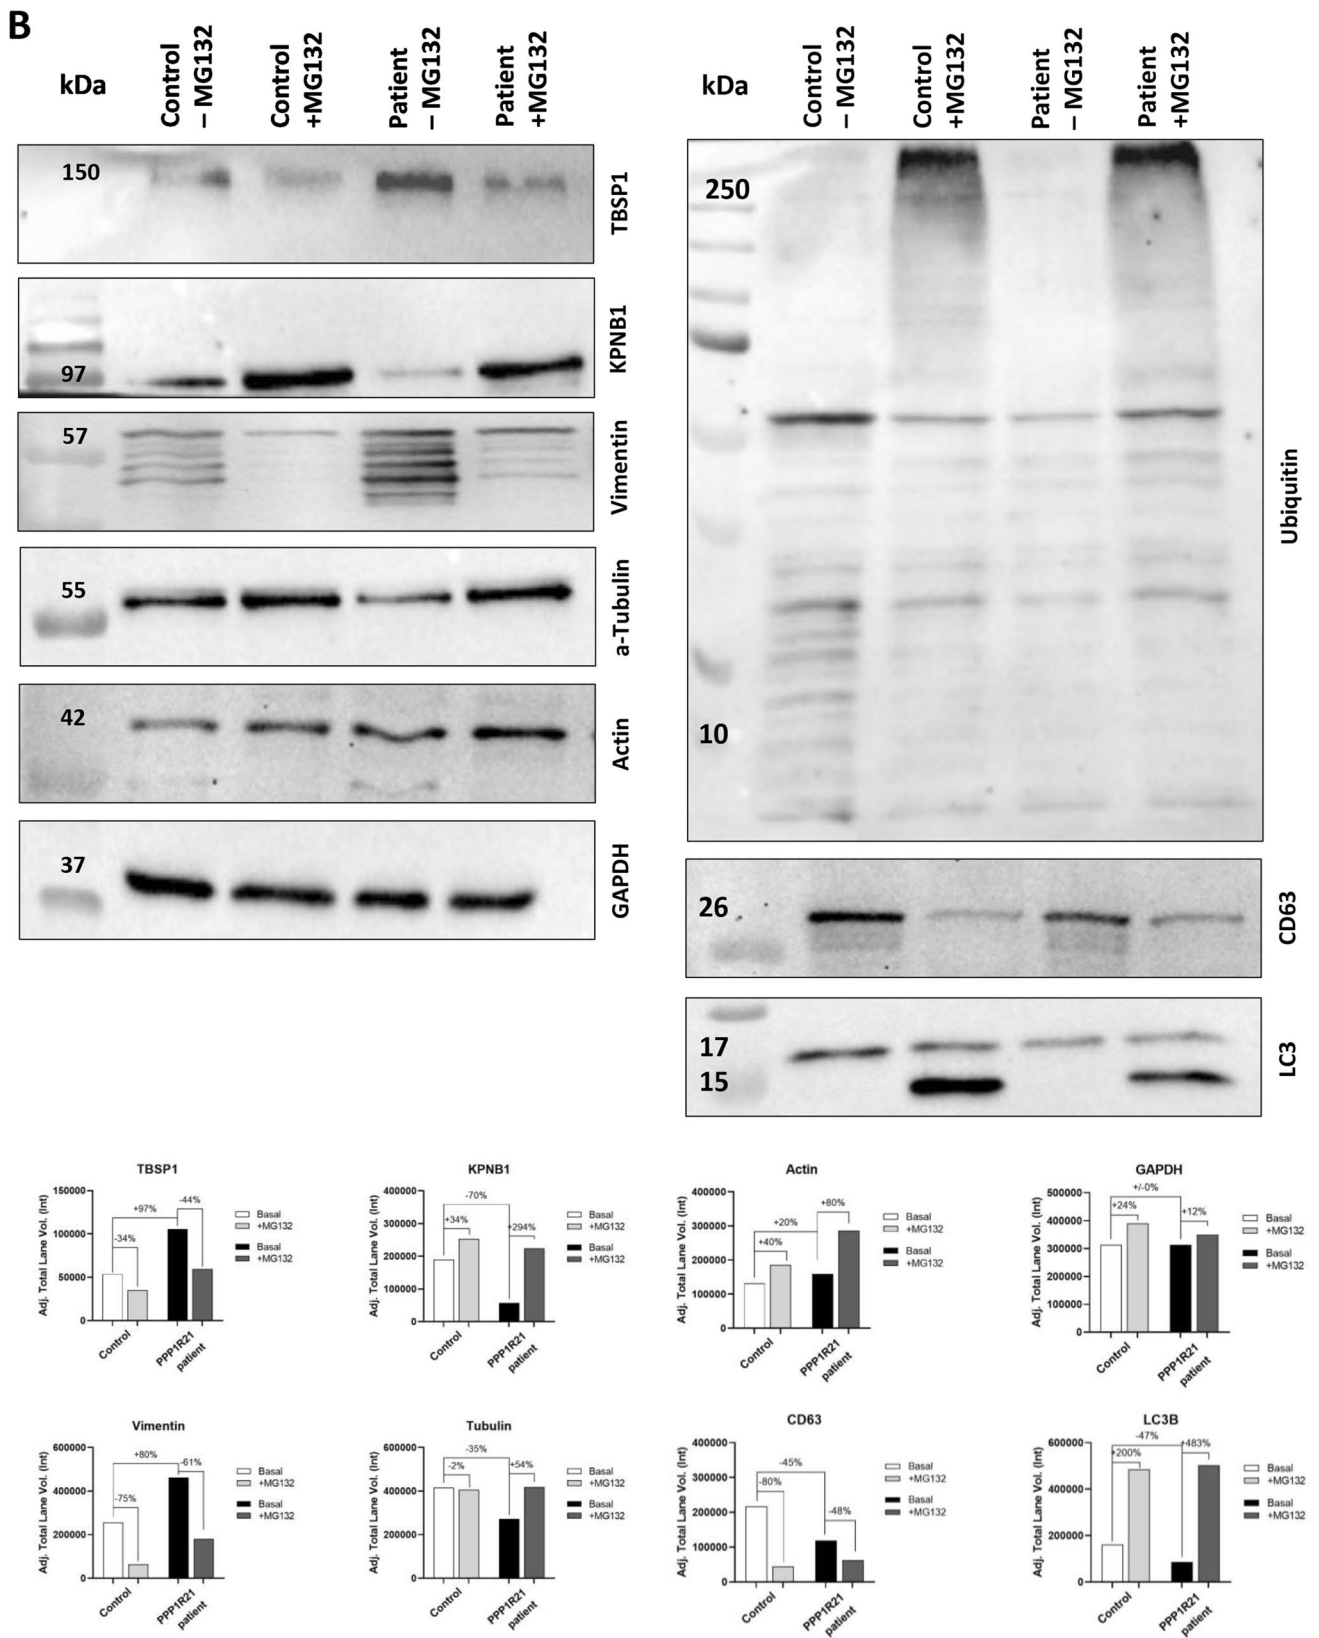 B
kDa
Control
– MG132
Control
+MG132
Patient
– MG132
Patient
+MG132
150
TBSP1
97
KPNB1
57
Vimentin
55
a-Tubulin
42
Actin
37
GAPDH
kDa
Control
– MG132
Control
+MG132
Patient
– MG132
Patient
+MG132
250
10
Ubiquitin
26
CD63
17
15
LC3
TBSP1
Adj. Total Lane Vol. (Int)
150000
100000
50000
0
-34%
+97%
-44%
Control
PPP1R21
patient
Basal
+MG132
Basal
+MG132
KPNB1
Adj. Total Lane Vol. (Int)
400000
300000
200000
100000
0
-70%
+34%
+294%
Control
PPP1R21
patient
Basal
+MG132
Basal
+MG132
Actin
Adj. Total Lane Vol. (Int)
400000
300000
200000
100000
0
+80%
+20%
+40%
Control
PPP1R21
patient
Basal
+MG132
Basal
+MG132
GAPDH
Adj. Total Lane Vol. (Int)
500000
400000
300000
200000
100000
0
+/-0%
+24%
+12%
Control
PPP1R21
patient
Basal
+MG132
Basal
+MG132
Vimentin
Adj. Total Lane Vol. (Int)
600000
400000
200000
0
+80%
-61%
-75%
Control
PPP1R21
patient
Basal
+MG132
Basal
+MG132
Tubulin
Adj. Total Lane Vol. (Int)
600000
400000
200000
0
-35%
-2%
+54%
Control
PPP1R21
patient
Basal
+MG132
Basal
+MG132
CD63
Adj. Total Lane Vol. (Int)
400000
300000
200000
100000
0
-45%
-80%
-48%
Control
PPP1R21
patient
Basal
+MG132
Basal
+MG132
LC3B
Adj. Total Lane Vol. (Int)
600000
400000
200000
0
-47%
+200%
+483%
Control
PPP1R21
patient
Basal
+MG132
Basal
+MG132